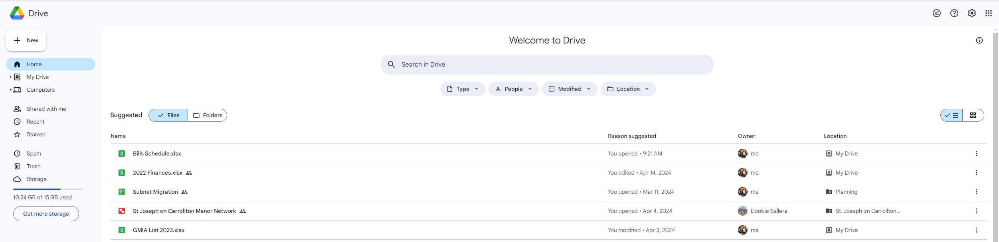 Drive
New
Home
My Drive
Computers
Shared with me
Recent
Starred
Spam
Trash
Storage
10.24 GB of 15 GB used
Get more storage
Welcome to Drive
Search in Drive
Type People Modified Location
Suggested Files Folders
Name Reason suggested Owner Location
Bills Schedule.xlsx You opened • 9:21 AM me My Drive
2022 Finances.xlsx You edited • Apr 14, 2024 me My Drive
Subnet Migration You opened • Mar 11, 2024 me Planning
St Joseph on Carrollton Manor Network You opened • Apr 4, 2024 Doobie Sellers St. Joseph on Carrollton...
GMIA List 2023.xlsx You modified • Apr 3, 2024 me My Drive